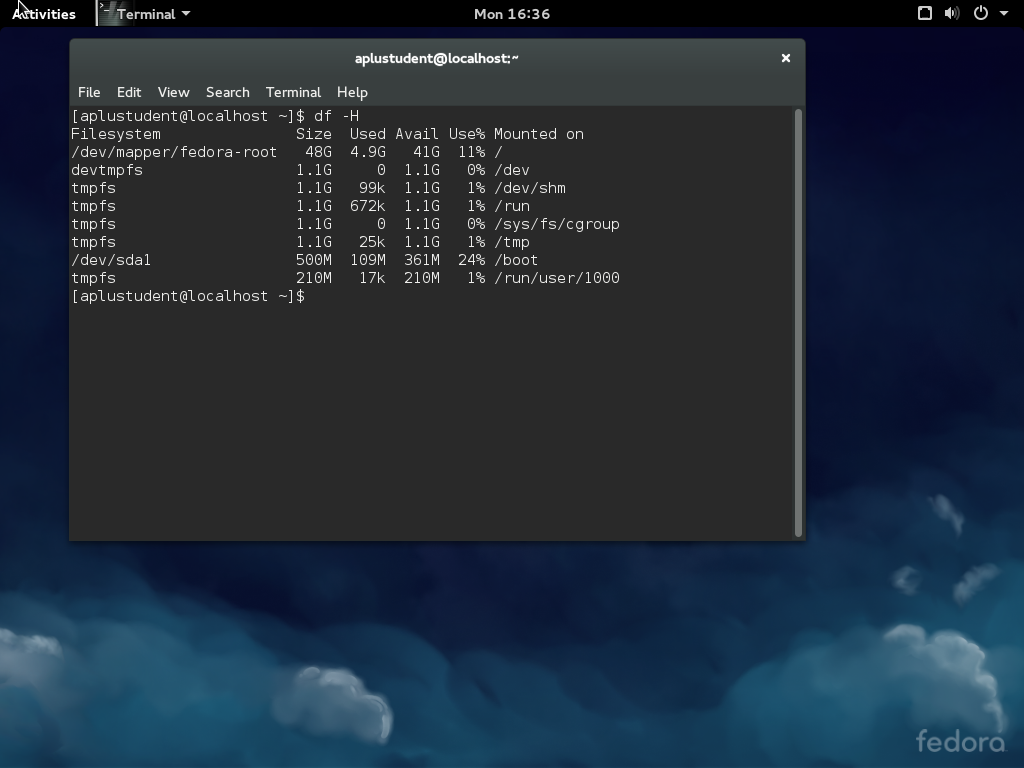 Activities Terminal Mon 16:36
aplustudent@localhost:~
File Edit View Search Terminal Help
[aplustudent@localhost ~]$ df -H
Filesystem               Size  Used Avail Use% Mounted on
/dev/mapper/fedora-root   48G  4.9G   41G  11% /
devtmpfs                 1.1G     0  1.1G   0% /dev
tmpfs                    1.1G   99k  1.1G   1% /dev/shm
tmpfs                    1.1G  672k  1.1G   1% /run
tmpfs                    1.1G     0  1.1G   0% /sys/fs/cgroup
tmpfs                    1.1G   25k  1.1G   1% /tmp
/dev/sda1                500M  109M  361M  24% /boot
tmpfs                    210M   17k  210M   1% /run/user/1000
[aplustudent@localhost ~]$
fedora